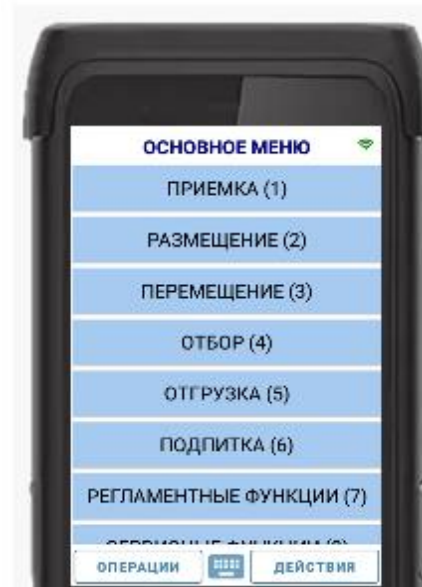 ОСНОВНОЕ МЕНЮ
ПРИЕМКА (1)
РАЗМЕЩЕНИЕ (2)
ПЕРЕМЕЩЕНИЕ (3)
ОТБОР (4)
ОТГРУЗКА (5)
ПОДПИТКА (6)
РЕГЛАМЕНТНЫЕ ФУНКЦИИ (7)
ОПЕРАЦИИ ДЕЙСТВИЯ